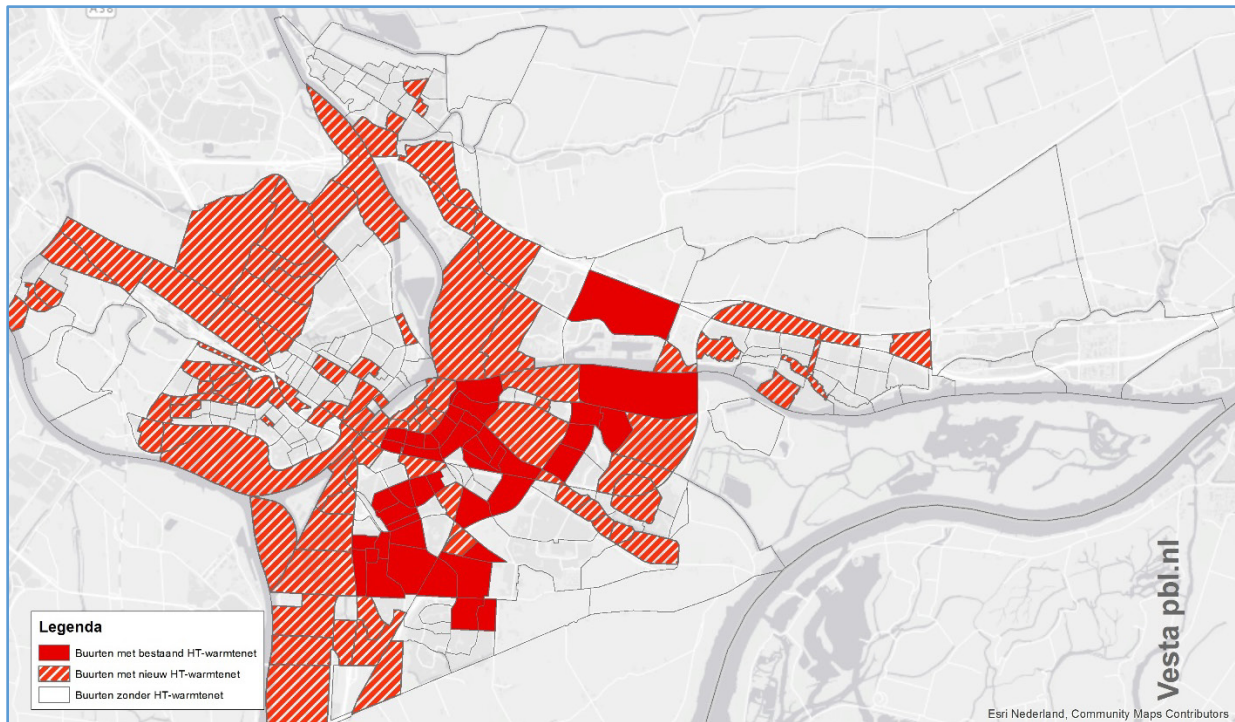 A38
Legenda
Buurten met bestaand HT-warmtenet
Buurten met nieuw HT-warmtenet
Buurten zonder HT-warmtenet
Vesta pbl.nl
Esri Nederland, Community Maps Contributors